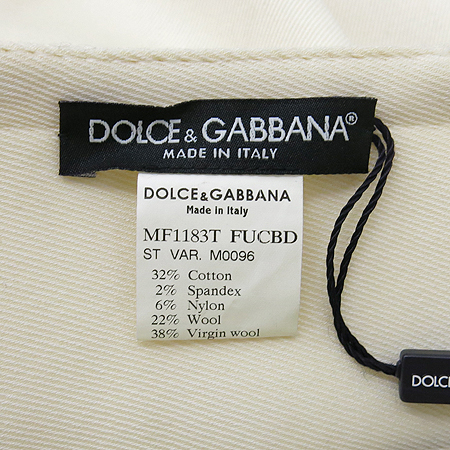 DOLCE & GABBANA®
MADE IN ITALY
DOLCE&GABBANA
Made in Italy
MF1183T FUCBD
ST VAR. M0096
32% Cotton
2% Spandex
6% Nylon
22% Wool
38% Virgin wool
DOLC